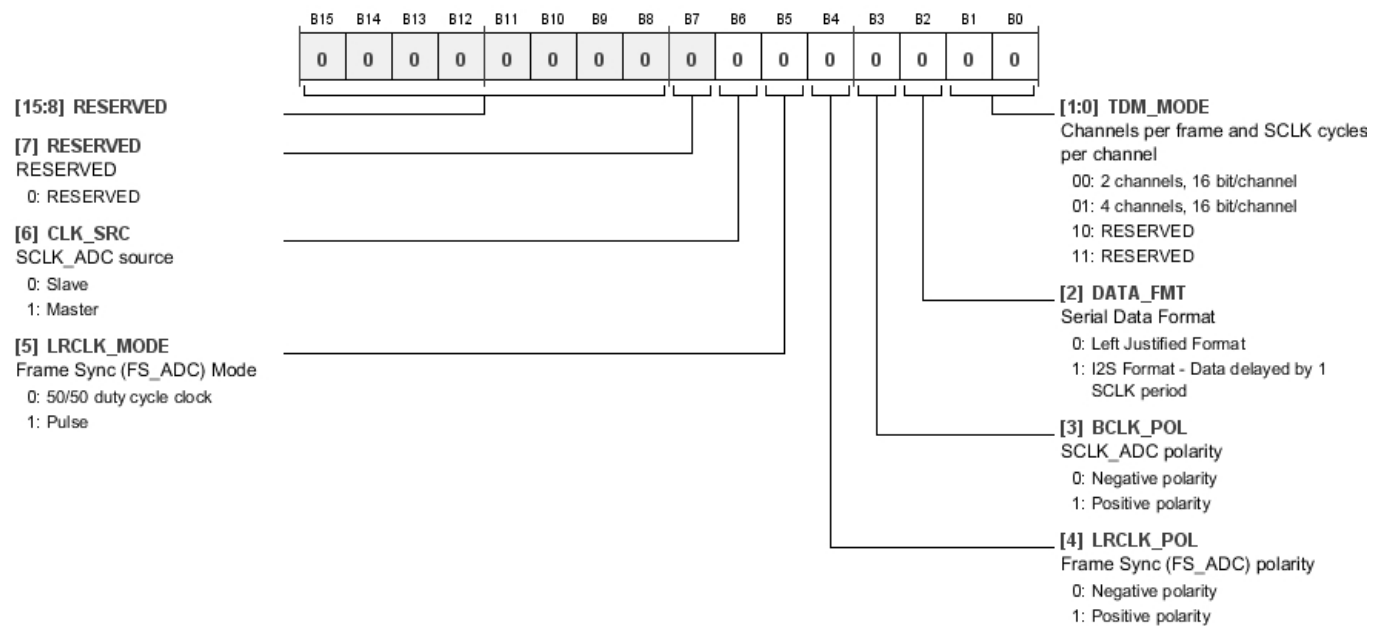 B15 B14 B13 B12 B11 B10 B9 B8 B7 B6 B5 B4 B3 B2 B1 B0
0 0 0 0 0 0 0 0 0 0 0 0 0 0 0 0
[15:8] RESERVED
[7] RESERVED
RESERVED
0: RESERVED
[6] CLK_SRC
SCLK_ADC source
0: Slave
1: Master
[5] LRCLK_MODE
Frame Sync (FS_ADC) Mode
0: 50/50 duty cycle clock
1: Pulse
[1:0] TDM_MODE
Channels per frame and SCLK cycles
per channel
00: 2 channels, 16 bit/channel
01: 4 channels, 16 bit/channel
10: RESERVED
11: RESERVED
[2] DATA_FMT
Serial Data Format
0: Left Justified Format
1: I2S Format - Data delayed by 1
SCLK period
[3] BCLK_POL
SCLK_ADC polarity
0: Negative polarity
1: Positive polarity
[4] LRCLK_POL
Frame Sync (FS_ADC) polarity
0: Negative polarity
1: Positive polarity